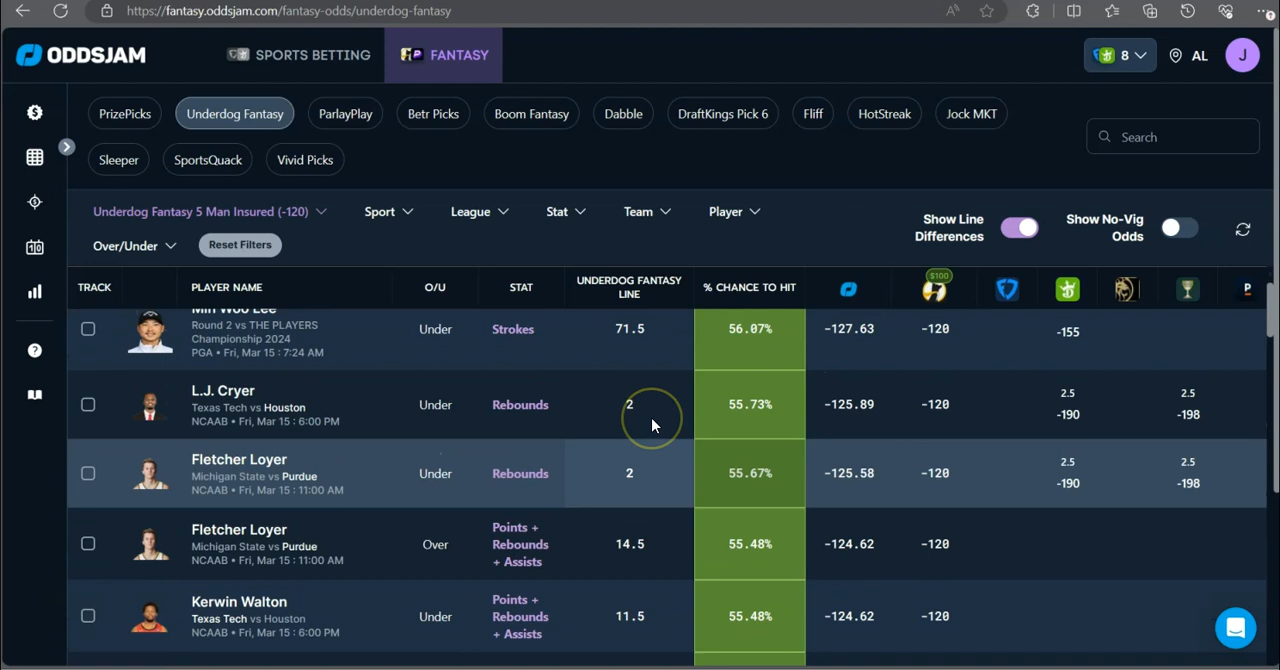 https://fantasy.oddsjam.com/fantasy-odds/underdog-fantasy
ODDSJAM
SPORTS BETTING
FANTASY
8
AL
J
PrizePicks
Underdog Fantasy
ParlayPlay
Betr Picks
Boom Fantasy
Dabble
DraftKings Pick 6
Fliff
HotStreak
Jock MKT
Search
Sleeper
SportsQuack
Vivid Picks
Underdog Fantasy 5 Man Insured (-120)
Sport
League
Stat
Team
Player
Show Line Differences
Show No-Vig Odds
Over/Under
Reset Filters
TRACK
PLAYER NAME
O/U
STAT
UNDERDOG FANTASY LINE
% CHANCE TO HIT
$100
P
Min Woo Lee
Round 2 vs THE PLAYERS
Championship 2024
PGA • Fri, Mar 15 : 7:24 AM
Under
Strokes
71.5
56.07%
-127.63
-120
-155
L.J. Cryer
Texas Tech vs Houston
NCAAB • Fri, Mar 15 : 6:00 PM
Under
Rebounds
2
55.73%
-125.89
-120
2.5
-190
2.5
-198
Fletcher Loyer
Michigan State vs Purdue
NCAAB • Fri, Mar 15 : 11:00 AM
Under
Rebounds
2
55.67%
-125.58
-120
2.5
-190
2.5
-198
Fletcher Loyer
Michigan State vs Purdue
NCAAB • Fri, Mar 15 : 11:00 AM
Over
Points +
Rebounds
+ Assists
14.5
55.48%
-124.62
-120
Kerwin Walton
Texas Tech vs Houston
NCAAB • Fri, Mar 15 : 6:00 PM
Under
Points +
Rebounds
+ Assists
11.5
55.48%
-124.62
-120